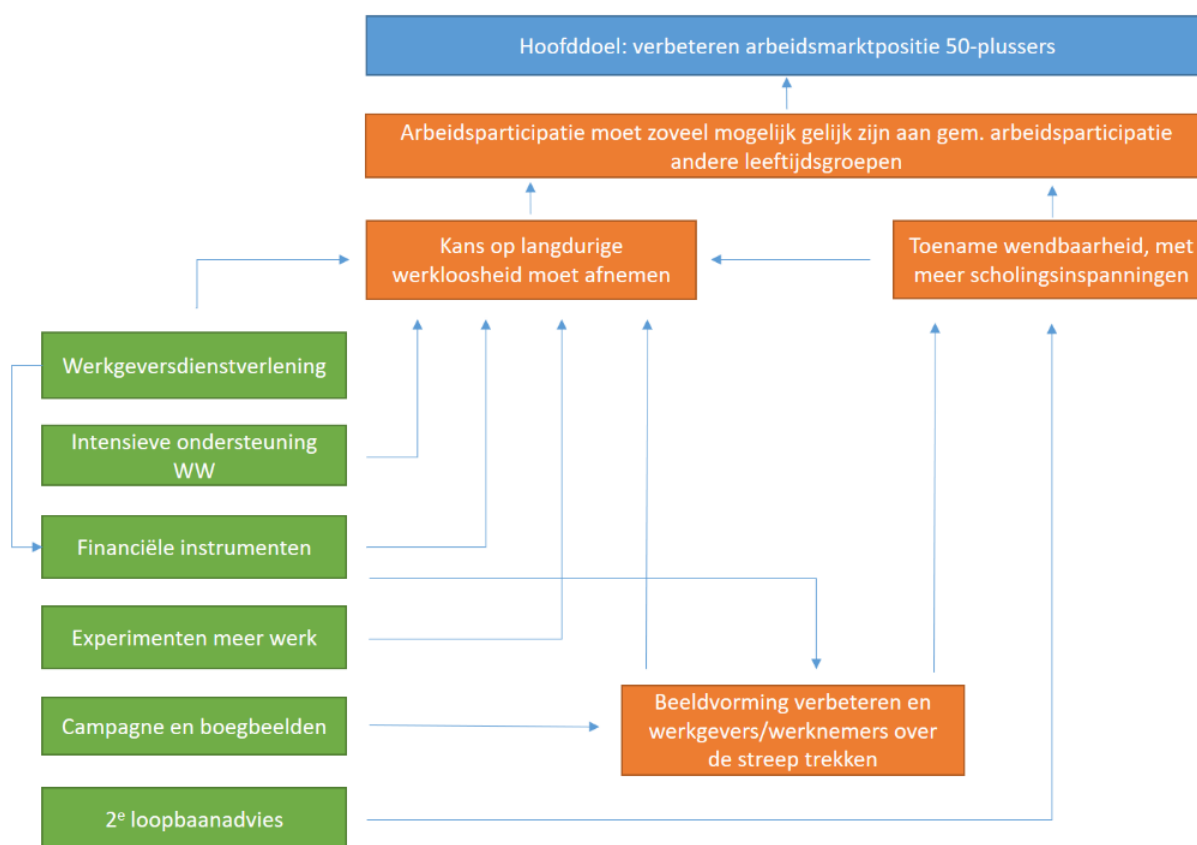 Hoofddoel: verbeteren arbeidsmarktpositie 50-plussers
Arbeidsparticipatie moet zoveel mogelijk gelijk zijn aan gem. arbeidsparticipatie
andere leeftijdsgroepen
Kans op langdurige
werkloosheid moet afnemen
Toename wendbaarheid, met
meer scholingsinspanningen
Werkgeversdienstverlening
Intensieve ondersteuning
WW
Financiële instrumenten
Experimenten meer werk
Campagne en boegbeelden
Beeldvorming verbeteren en
werkgevers/werknemers over
de streep trekken
2e loopbaanadvies